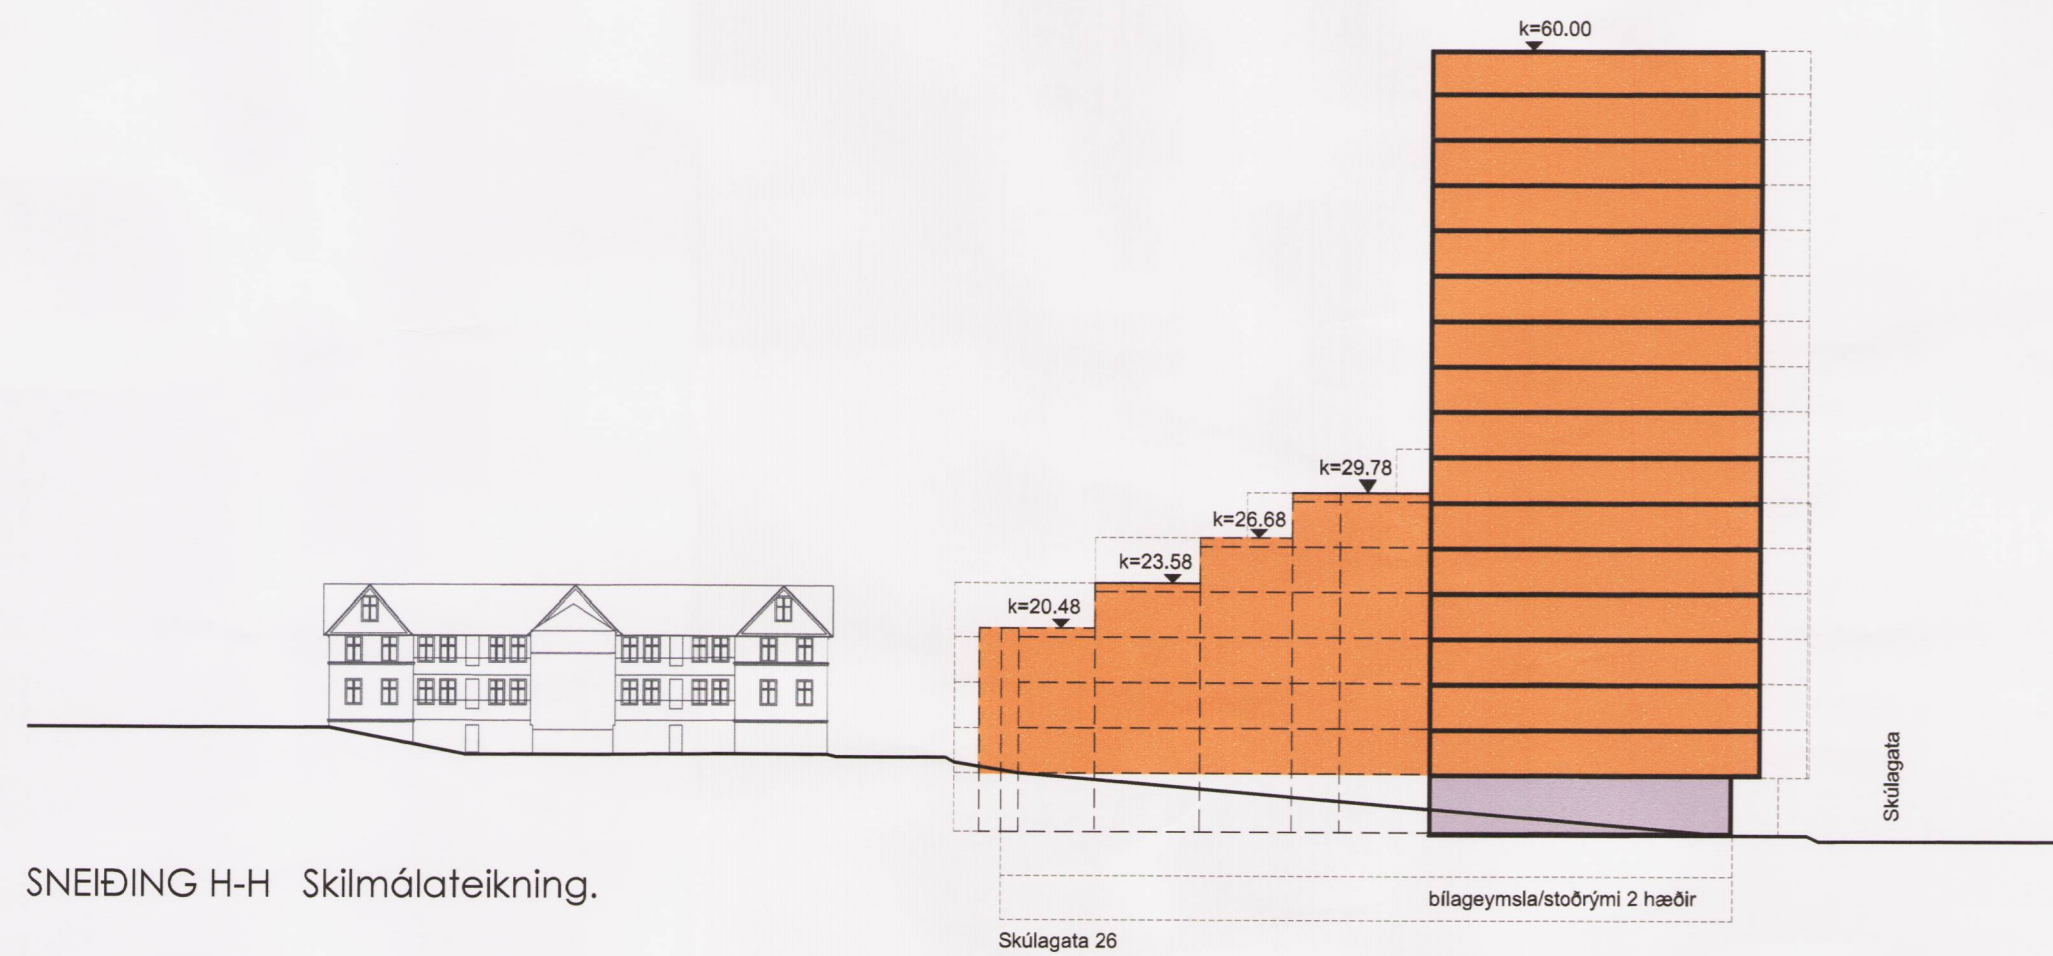 k=60.00
k=29.78
k=26.68
k=23.58
k=20.48
Skúlagata
SNEIÐING H-H Skilmálateikning.
bílageymsla/stoðrými 2 hæðir
Skúlagata 26